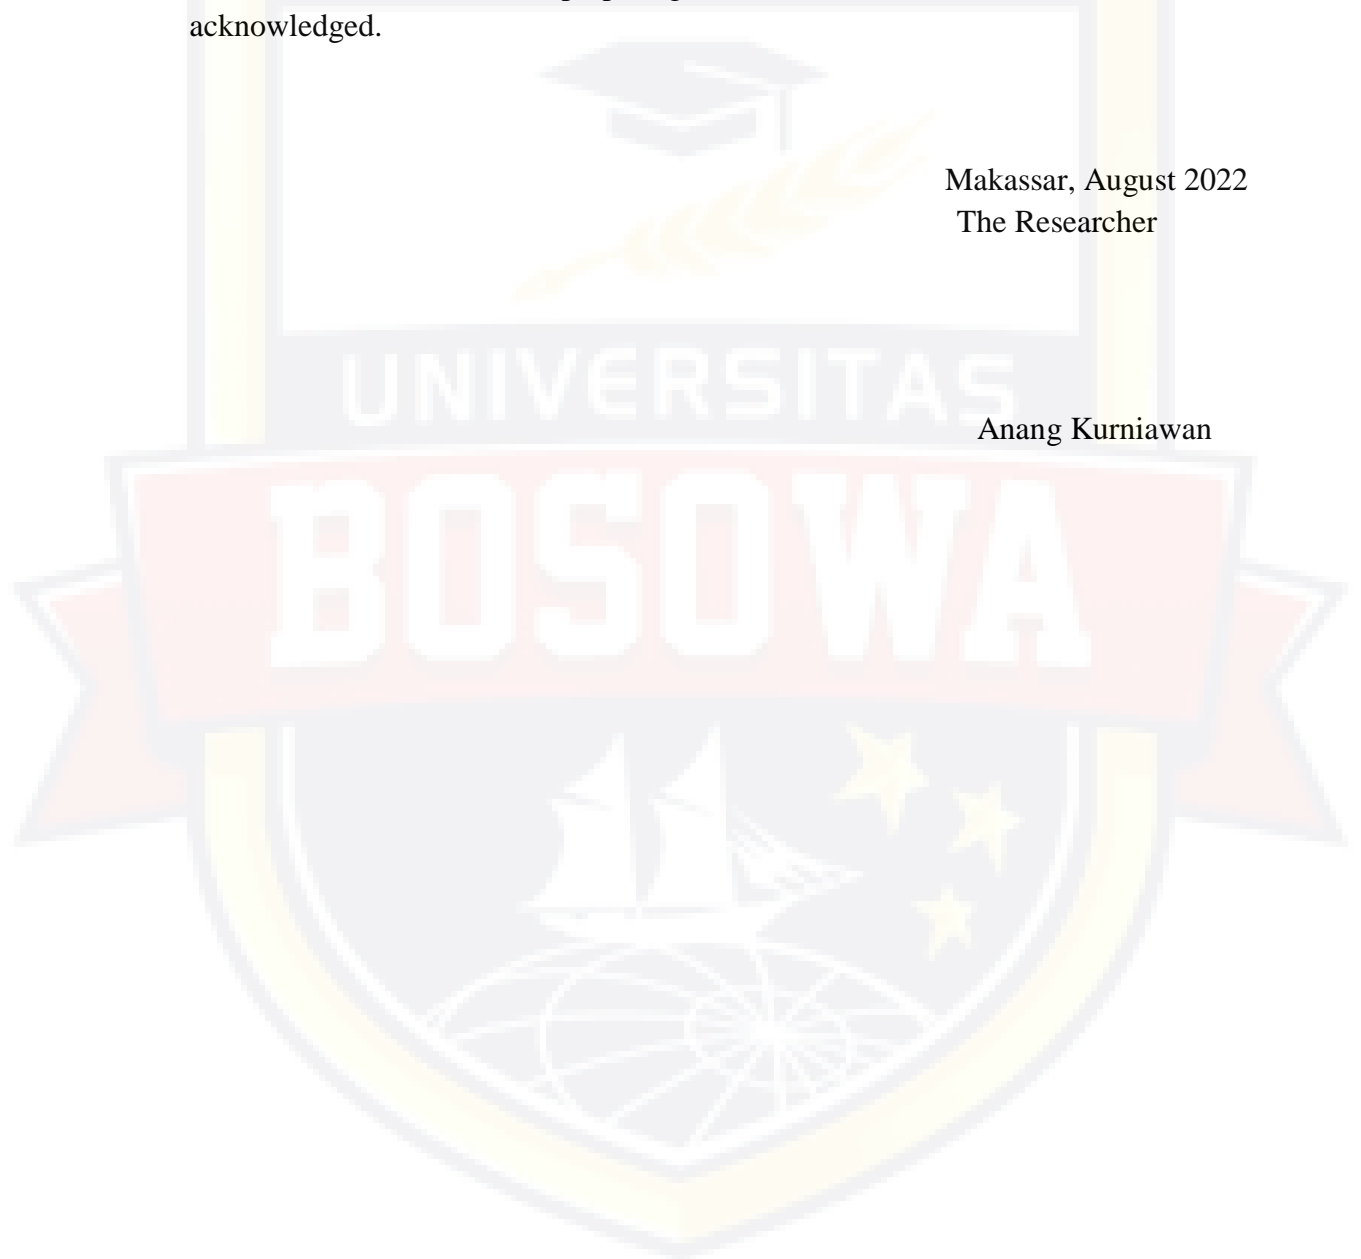 acknowledged.
Makassar, August 2022
The Researcher
UNIVERSITAS
Anang Kurniawan
BOSOWA